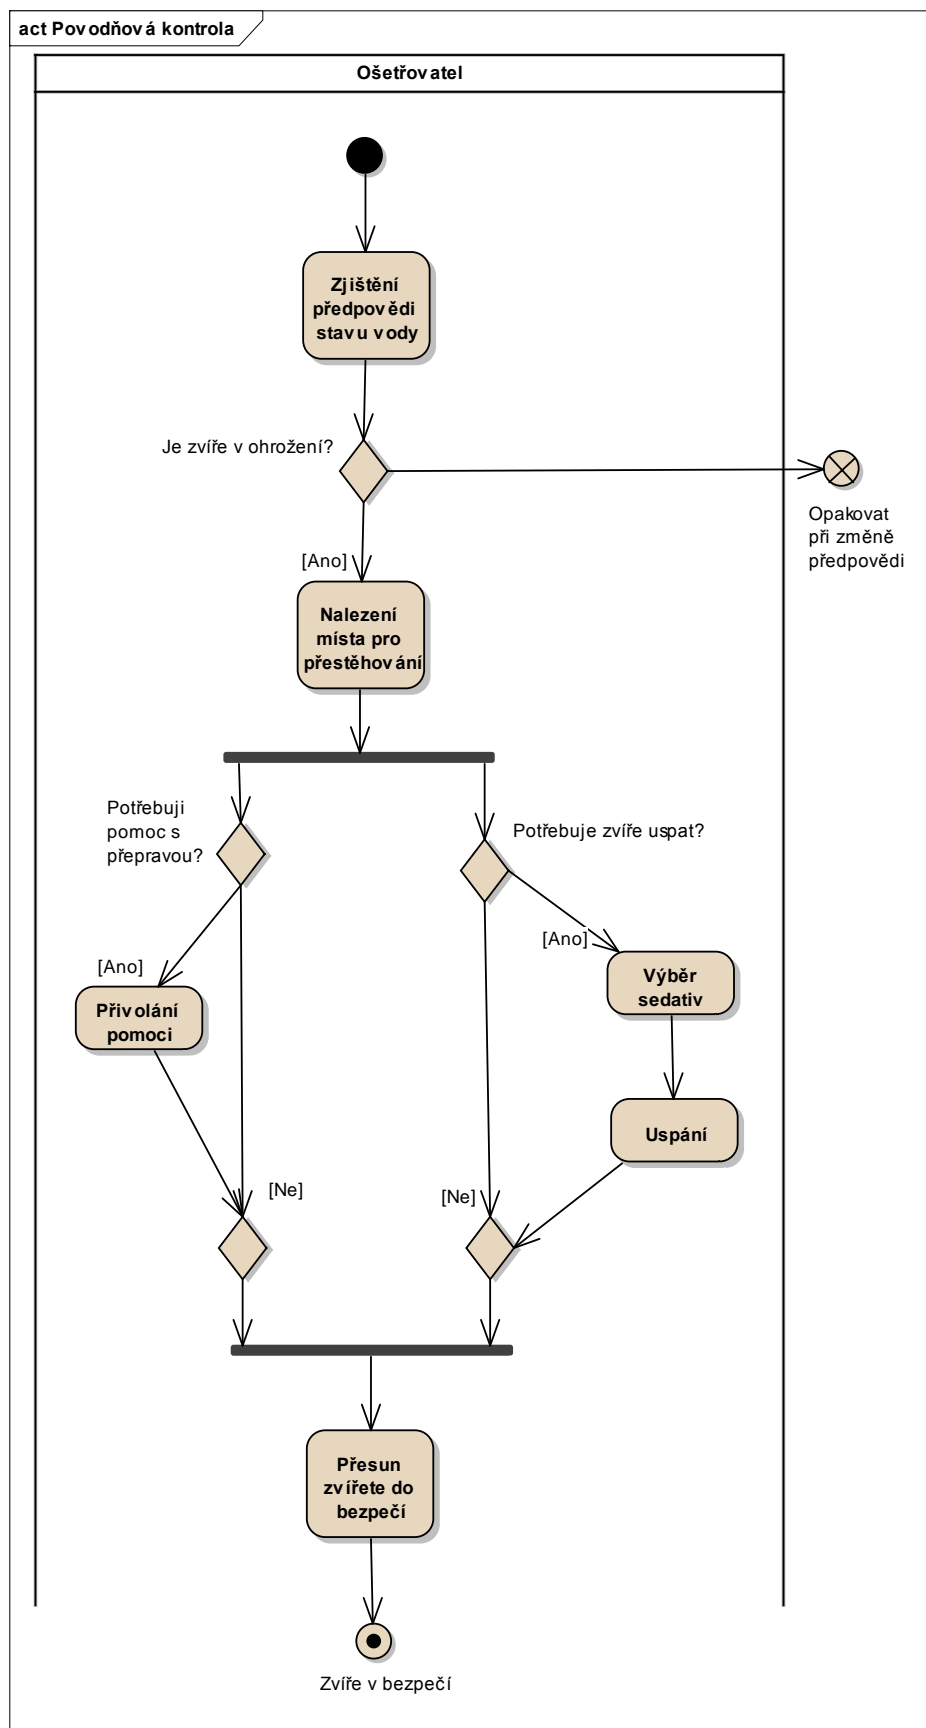 act Povodňová kontrola
Ošetřovatel
Zjištění
předpovědi
stavu vody
Je zvíře v ohrožení?
Opakovat
při změně
předpovědi
[Ano]
Nalezení
místa pro
přestěhování
Potřebuji
pomoc s
přepravou?
Potřebuje zvíře uspat?
[Ano]
[Ano]
Výběr
sedativ
Přivolání
pomoci
Uspání
[Ne]
[Ne]
Přesun
zvířete do
bezpečí
Zvíře v bezpečí